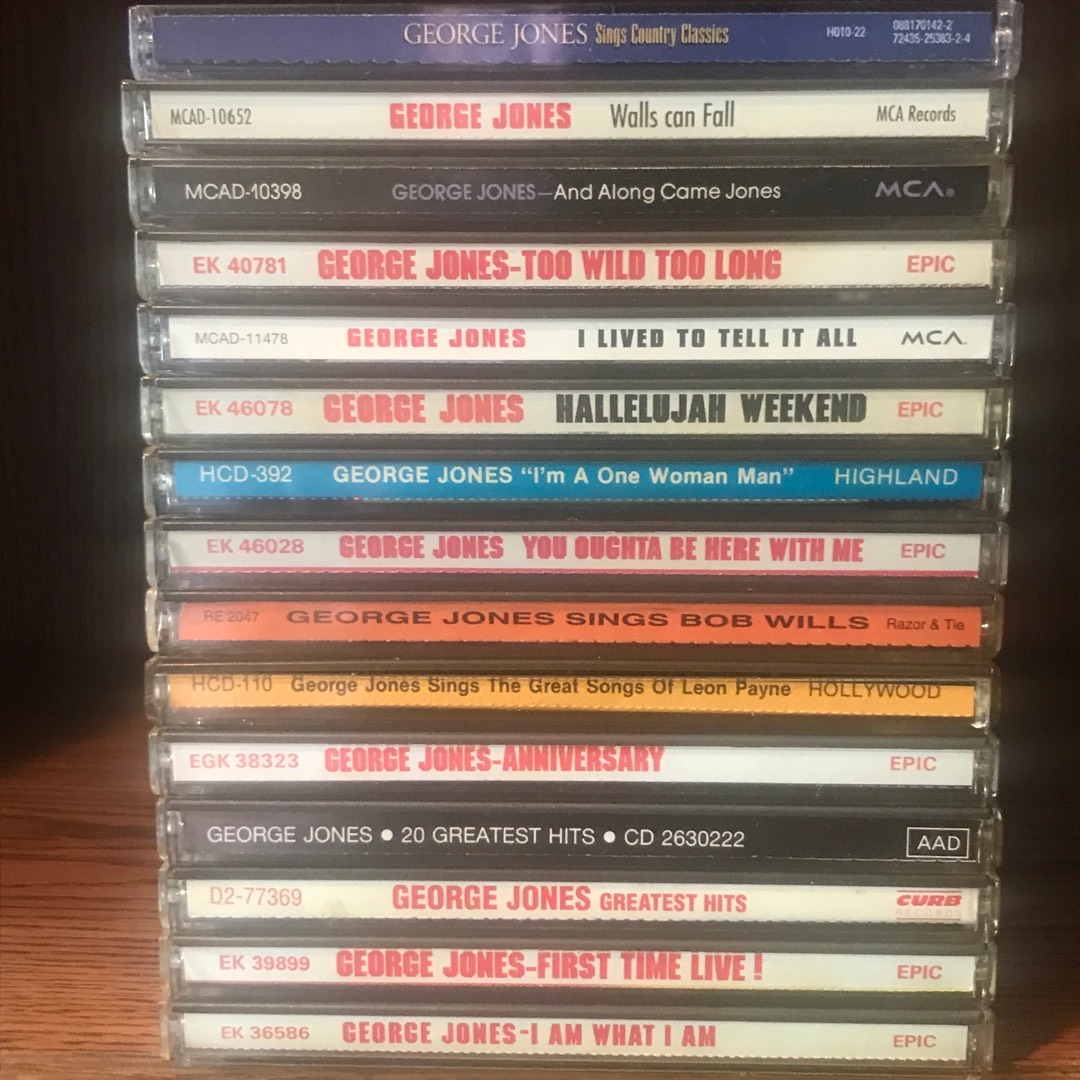 GEORGE JONES Sings Country Classics H010-22 088170142-2
72435-25383-2-4
MCAD-10652 GEORGE JONES Walls can Fall MCA Records
MCAD-10398 GEORGE JONES—And Along Came Jones MCA®
EK 40781 GEORGE JONES-TOO WILD TOO LONG EPIC
MCAD-11478 GEORGE JONES I LIVED TO TELL IT ALL MCA.
EK 46078 GEORGE JONES HALLELUJAH WEEKEND EPIC
HCD-392 GEORGE JONES “I'm A One Woman Man” HIGHLAND
EK 46028 GEORGE JONES YOU OUGHTA BE HERE WITH ME EPIC
RE 2047 GEORGE JONES SINGS BOB WILLS Razor & Tie
HCD-110 George Jones Sings The Great Songs Of Leon Payne HOLLYWOOD
EGK 38323 GEORGE JONES-ANNIVERSARY EPIC
GEORGE JONES ● 20 GREATEST HITS ● CD 2630222 AAD
D2-77369 GEORGE JONES GREATEST HITS CURB RECORDS
EK 39899 GEORGE JONES-FIRST TIME LIVE! EPIC
EK 36586 GEORGE JONES-I AM WHAT I AM EPIC